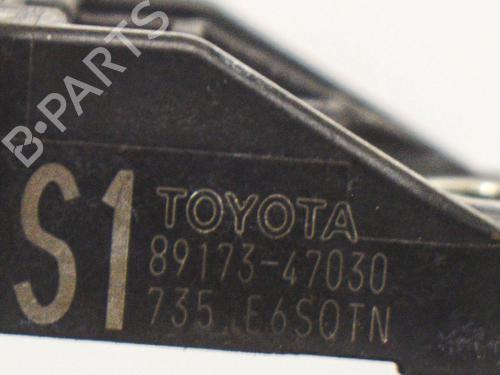 B·PARTS
S1
TOYOTA
89173-47030
735 E6SQTN